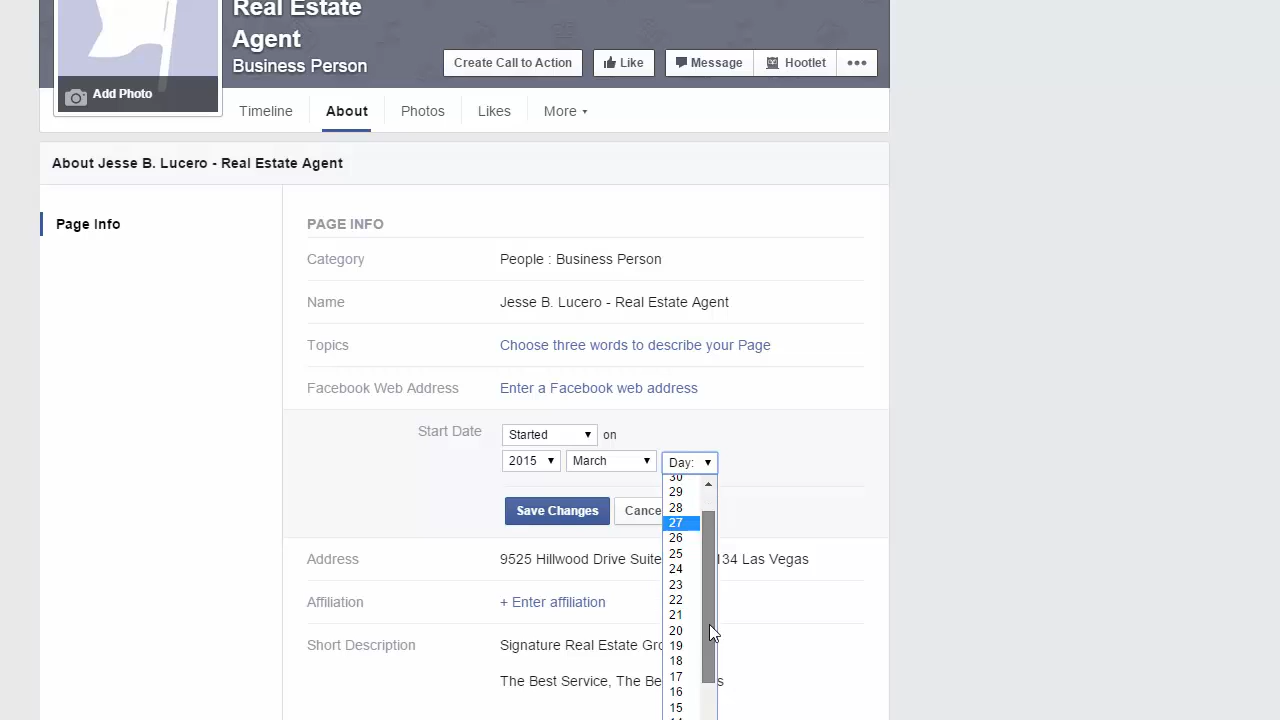 Real Estate
Agent
Business Person
Create Call to Action
Like
Message
Hootlet
Add Photo
Timeline
About
Photos
Likes
More
About Jesse B. Lucero - Real Estate Agent
Page Info
PAGE INFO
Category
People : Business Person
Name
Jesse B. Lucero - Real Estate Agent
Topics
Choose three words to describe your Page
Facebook Web Address
Enter a Facebook web address
Start Date
Started
on
2015
March
Day:
30
29
28
27
26
25
24
23
22
21
20
19
18
17
16
15
Save Changes
Cance
Address
9525 Hillwood Drive Suite 134 Las Vegas
Affiliation
+ Enter affiliation
Short Description
Signature Real Estate Gro
The Best Service, The Be s